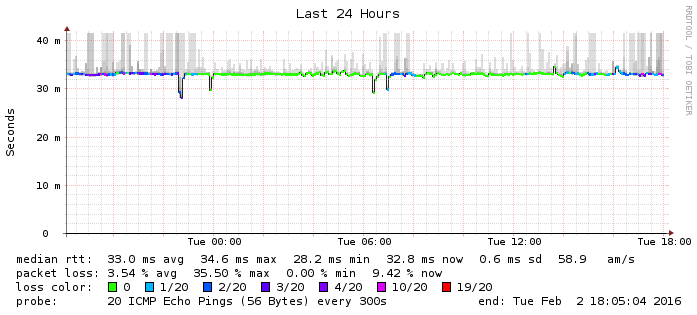 Last 24 Hours
RRDTOOL / TOBI OETIKER
Seconds
40 m
30 m
20 m
10 m
0
Tue 00:00 Tue 06:00 Tue 12:00 Tue 18:00
median rtt: 33.0 ms avg 34.6 ms max 28.2 ms min 32.8 ms now 0.6 ms sd 58.9 am/s
packet loss: 3.54 % avg 35.50 % max 0.00 % min 9.42 % now
loss color: 0 1/20 2/20 3/20 4/20 10/20 19/20
probe: 20 ICMP Echo Pings (56 Bytes) every 300s end: Tue Feb 2 18:05:04 2016